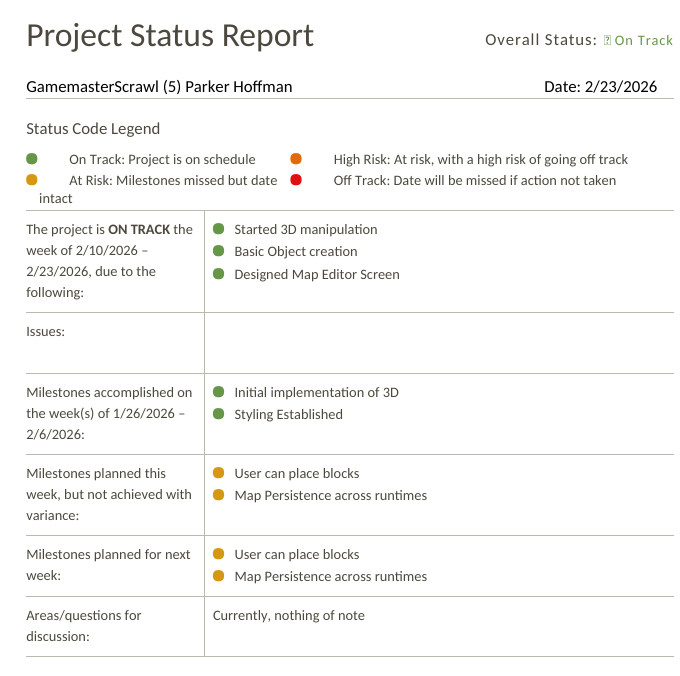 Project Status Report
Overall Status: On Track
GamemasterScrawl (5) Parker Hoffman
Date: 2/23/2026
Status Code Legend
On Track: Project is on schedule
High Risk: At risk, with a high risk of going off track
At Risk: Milestones missed but date
intact
Off Track: Date will be missed if action not taken
The project is ON TRACK the
week of 2/10/2026 –
2/23/2026, due to the
following:
Started 3D manipulation
Basic Object creation
Designed Map Editor Screen
Issues:
Milestones accomplished on
the week(s) of 1/26/2026 –
2/6/2026:
Initial implementation of 3D
Styling Established
Milestones planned this
week, but not achieved with
variance:
User can place blocks
Map Persistence across runtimes
Milestones planned for next
week:
User can place blocks
Map Persistence across runtimes
Areas/questions for
discussion:
Currently, nothing of note